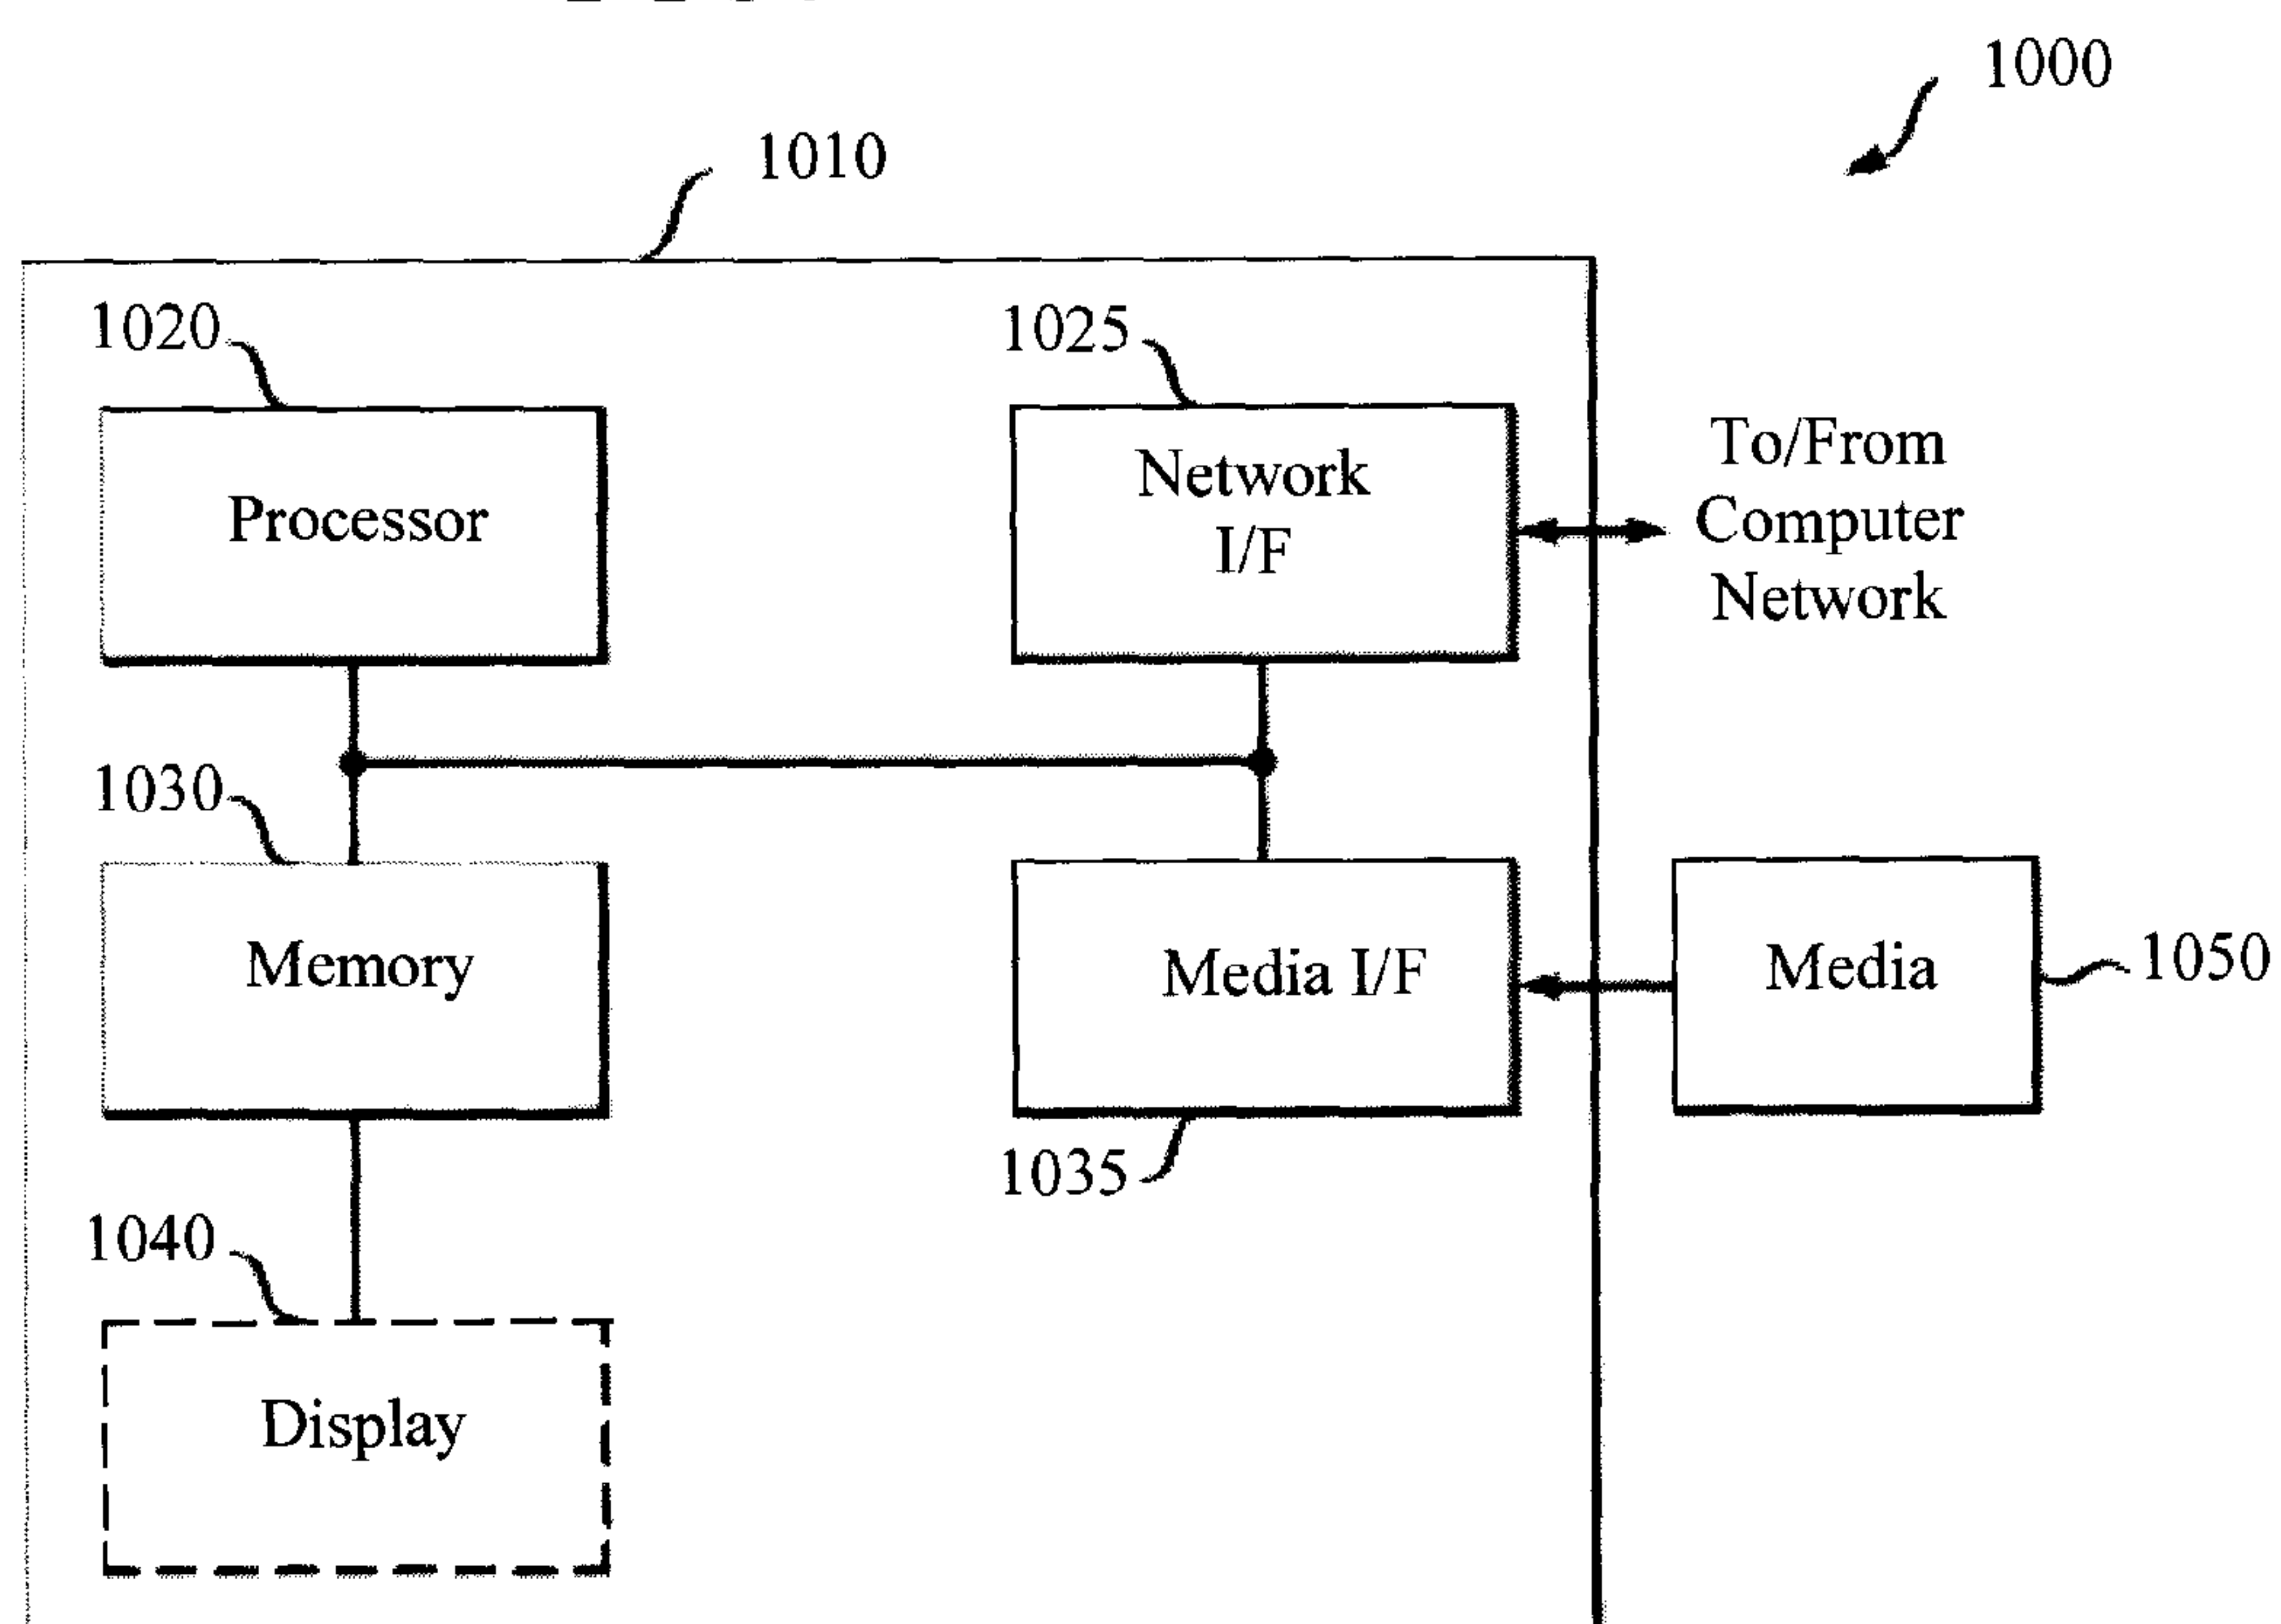 1000
1010
1020
1025
Processor
Network
I/F
To/From
Computer
Network
1030
Memory
Media I/F
Media
1050
1035
1040
Display